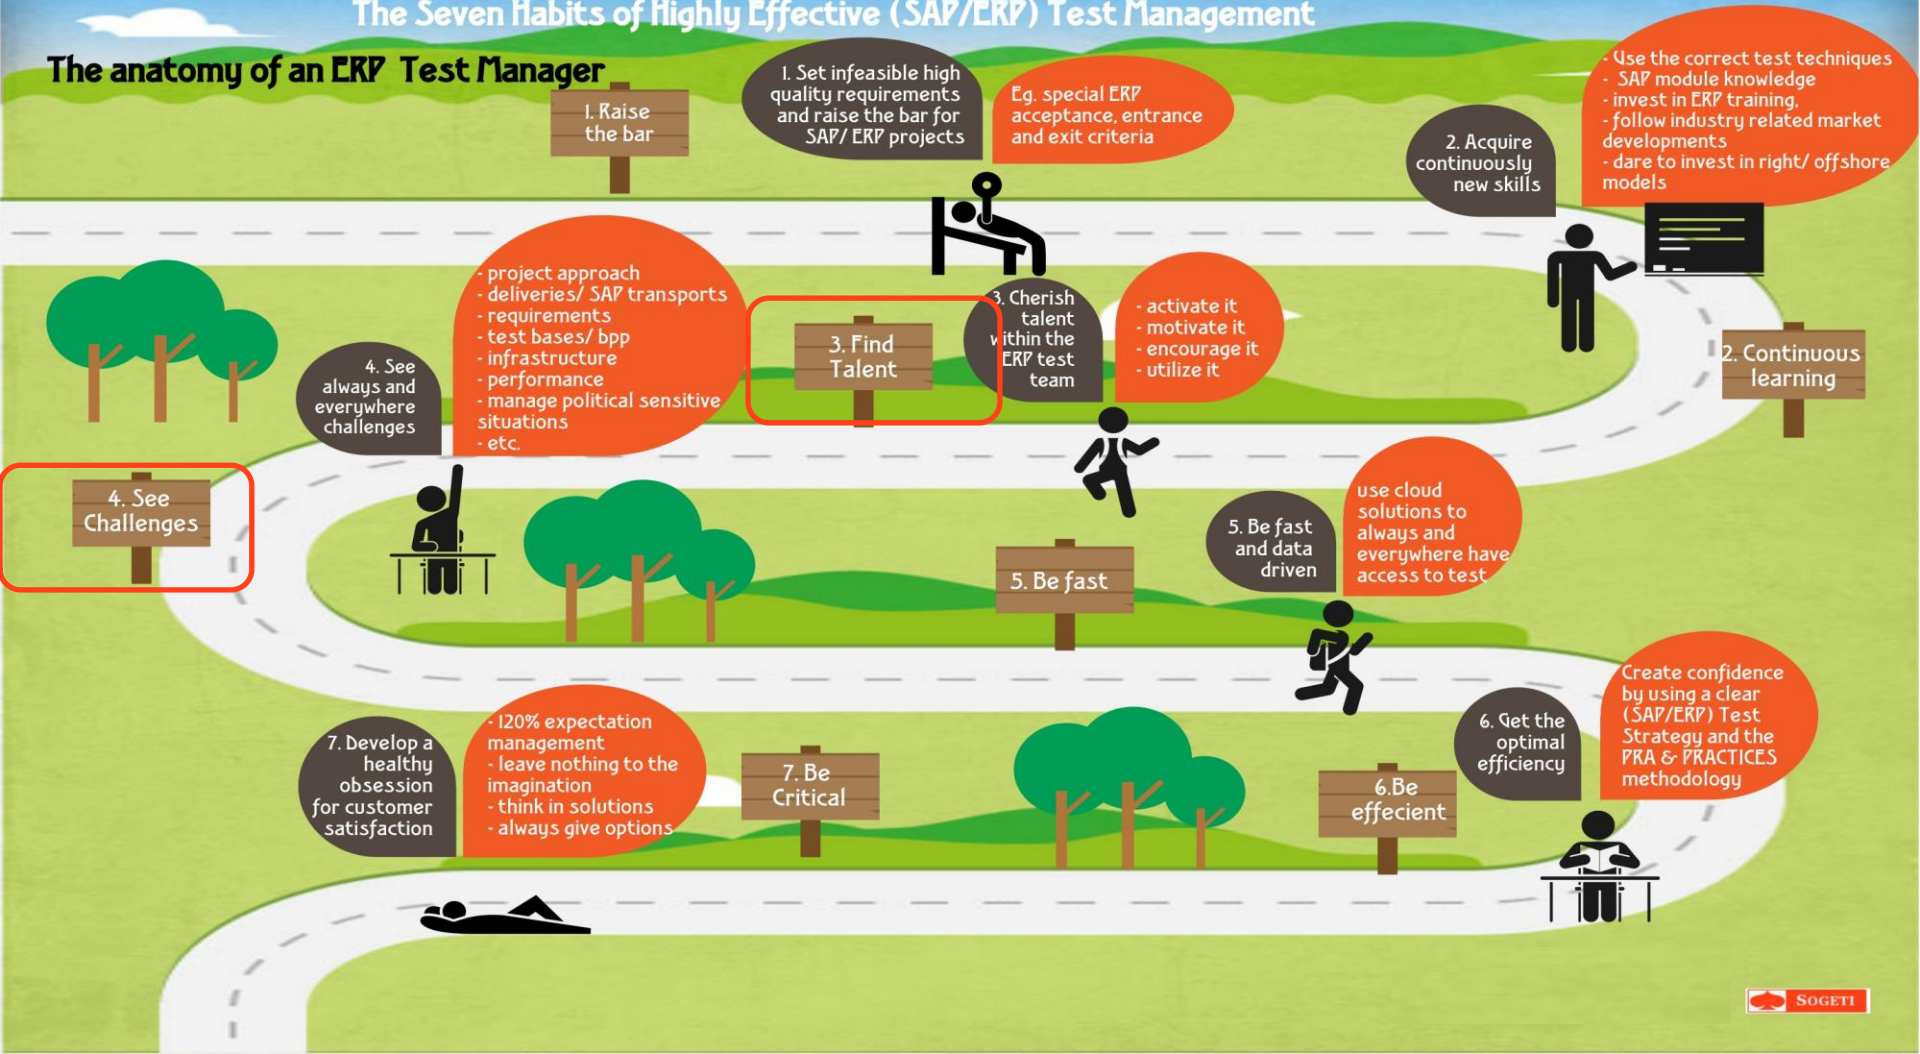 The Seven Habits of Highly Effective (SAP/ERP) Test Management
The anatomy of an ERP Test Manager
1. Raise
the bar
1. Set infeasible high
quality requirements
and raise the bar for
SAP/ ERP projects
Eg. special ERP
acceptance, entrance
and exit criteria
2. Acquire
continuously
new skills
- Use the correct test techniques
- SAP module knowledge
- invest in ERP training,
- follow industry related market
developments
- dare to invest in right/ offshore
models
2. Continuous
learning
3. Find
Talent
3. Cherish
talent
within the
ERP test
team
- activate it
- motivate it
- encourage it
- utilize it
4. See
always and
everywhere
challenges
- project approach
- deliveries/ SAP transports
- requirements
- test bases/ bpp
- infrastructure
- performance
- manage political sensitive
situations
- etc.
4. See
Challenges
5. Be fast
5. Be fast
and data
driven
use cloud
solutions to
always and
everywhere have
access to test
6. Get the
optimal
efficiency
Create confidence
by using a clear
(SAP/ERP) Test
Strategy and the
PRA & PRACTICES
methodology
6.Be
effecient
7. Be
Critical
7. Develop a
healthy
obsession
for customer
satisfaction
- 120% expectation
management
- leave nothing to the
imagination
- think in solutions
- always give options
SOGETI